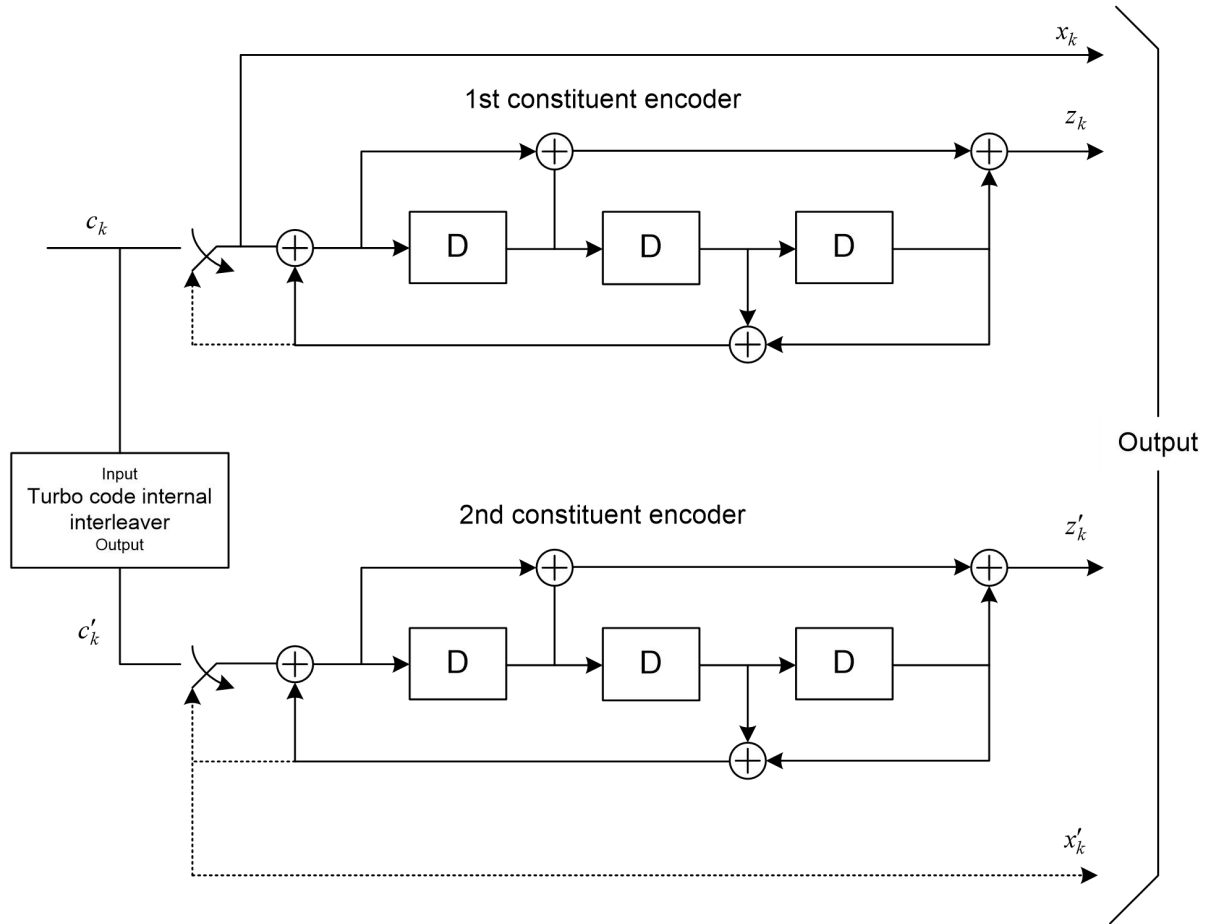 x_k
1st constituent encoder
z_k
c_k
D D D
Output
Input
Turbo code internal
interleaver
Output
2nd constituent encoder
z'_k
c'_k
D D D
x'_k